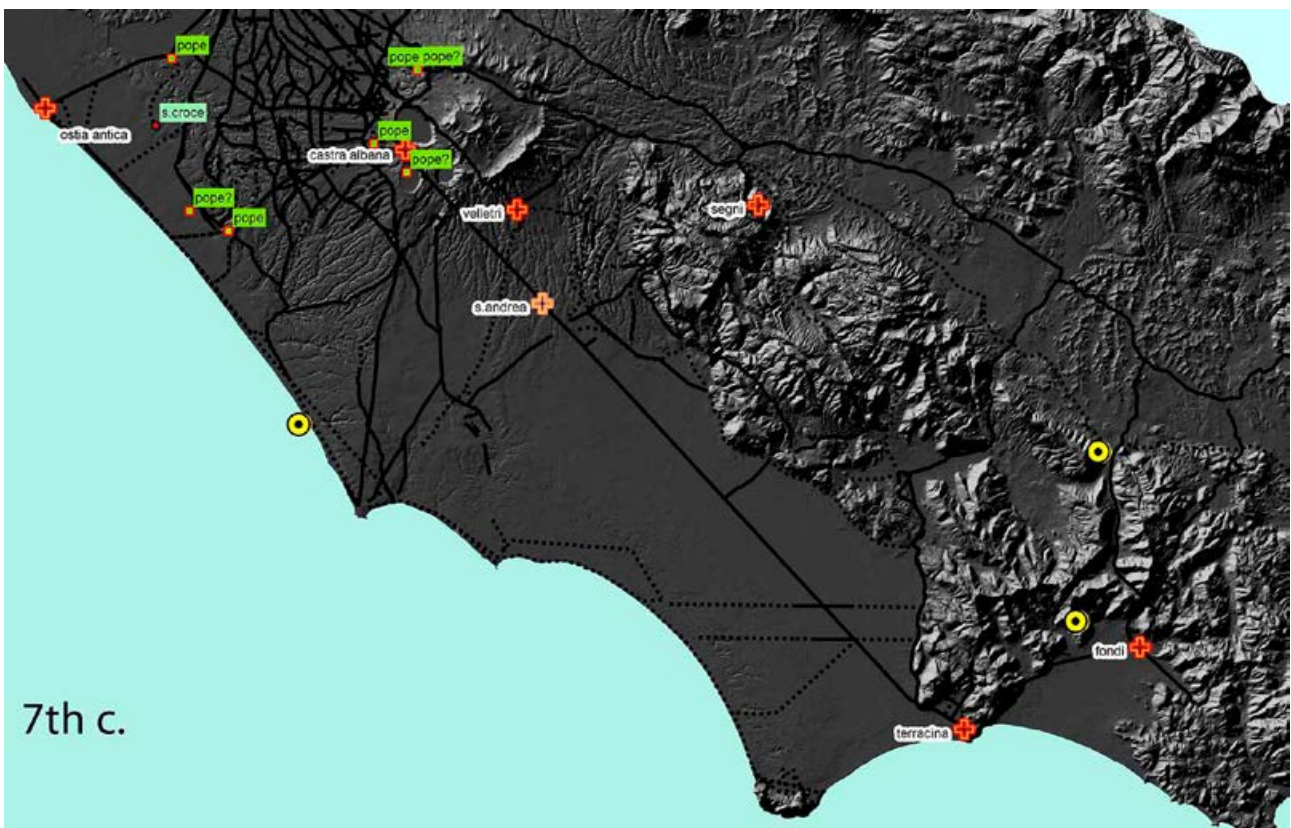 pope
pope pope?
ostia antica
s.croce
pope
castra albana
pope?
pope?
pope
velletri
segni
s.andrea
fondi
terracina
7th c.